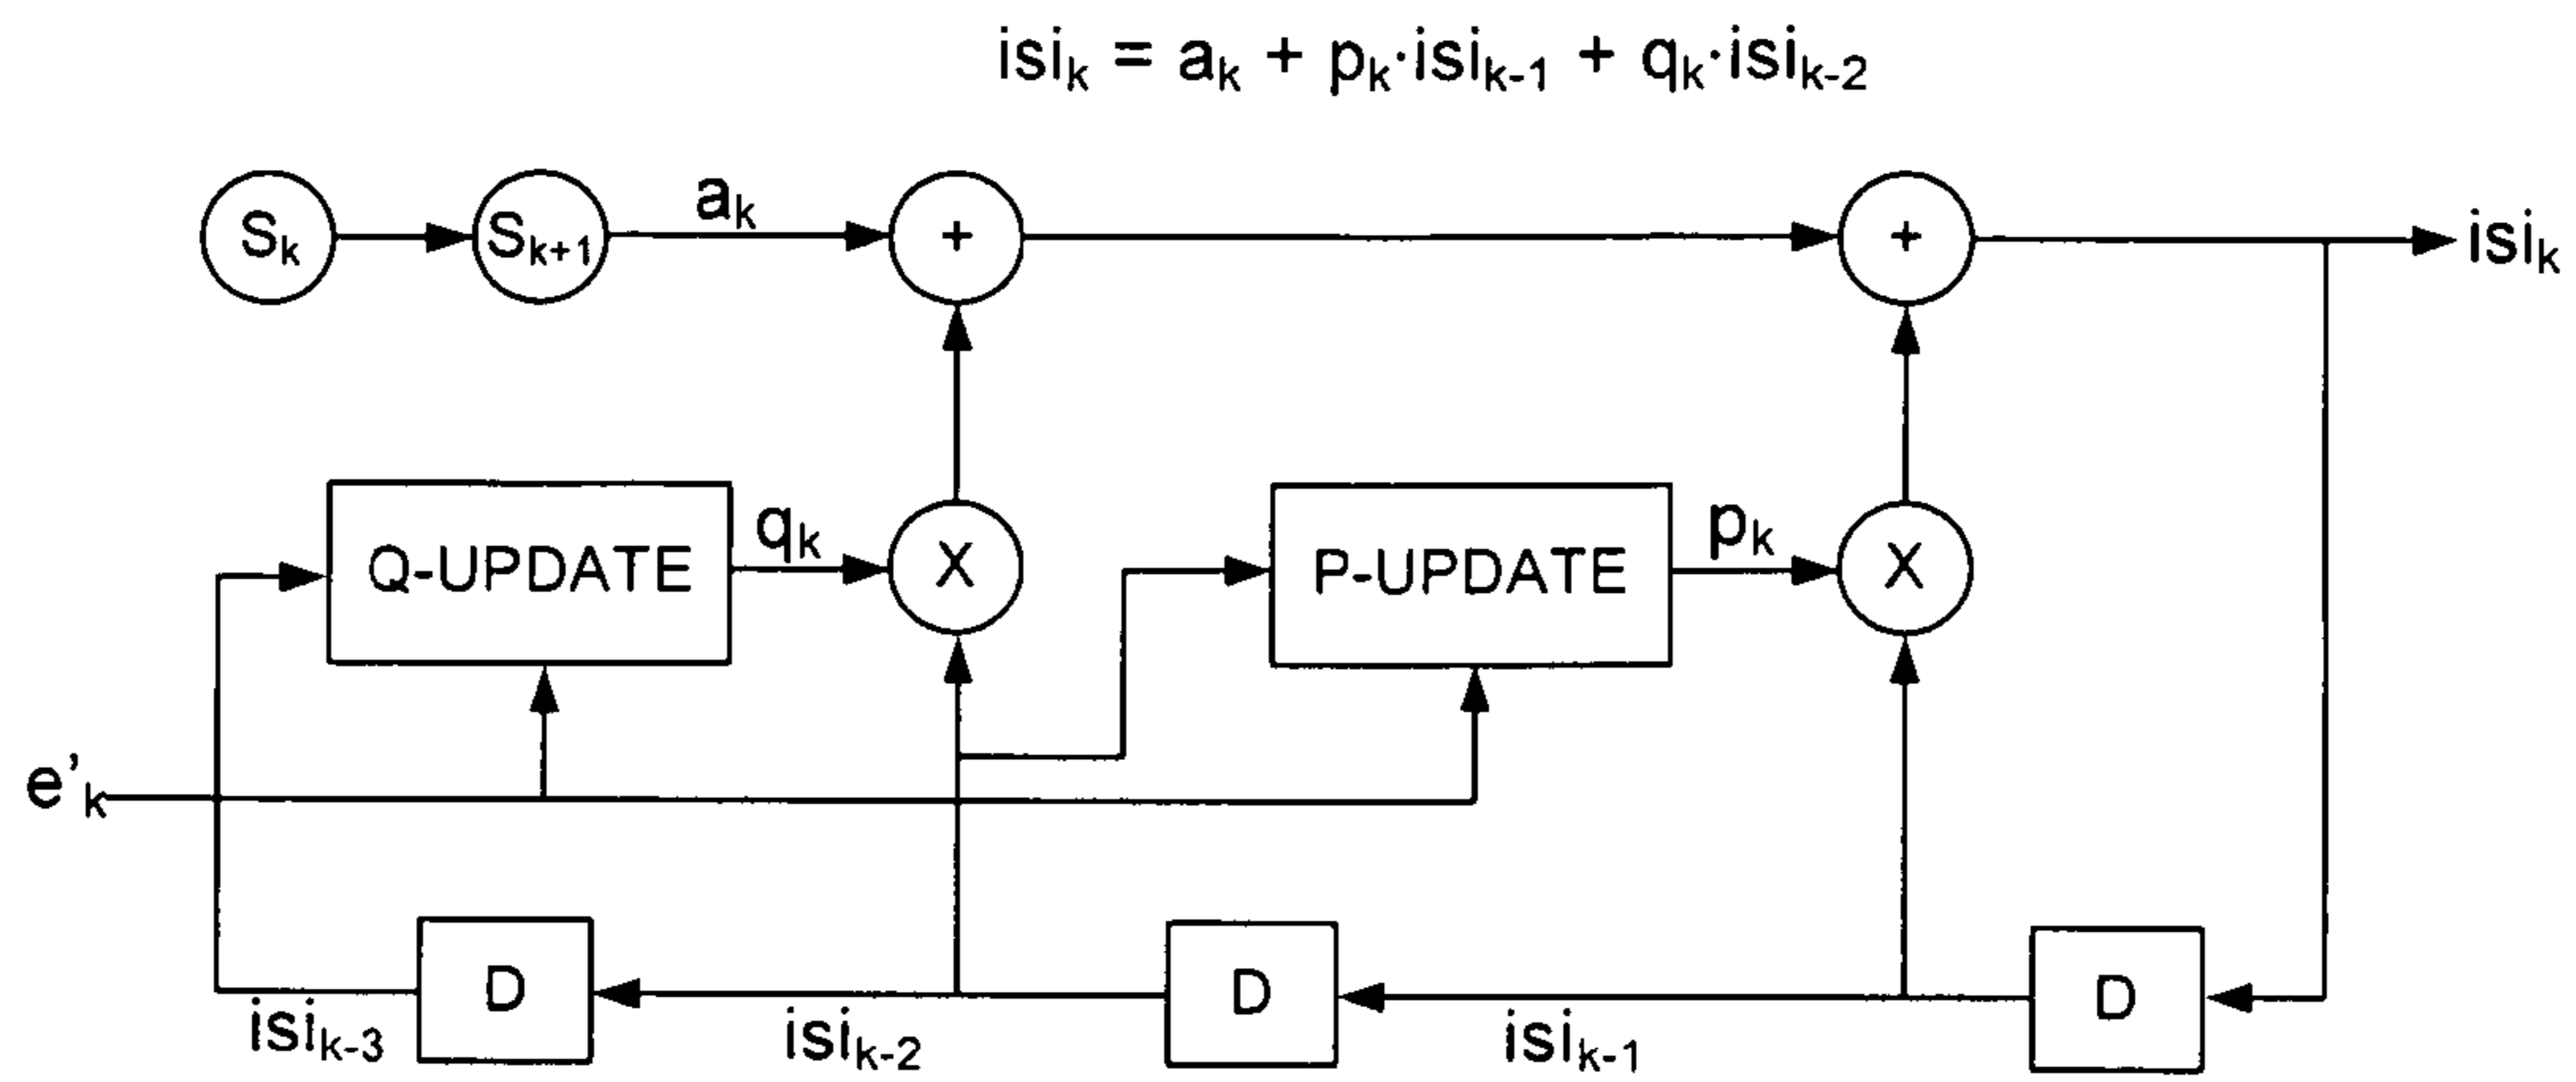 isiₖ = aₖ + pₖ·isiₖ₋₁ + qₖ·isiₖ₋₂
Sₖ
Sₖ₊₁
aₖ
+
+
isiₖ
Q-UPDATE
qₖ
X
P-UPDATE
pₖ
X
e’ₖ
D
D
D
isiₖ₋₃
isiₖ₋₂
isiₖ₋₁